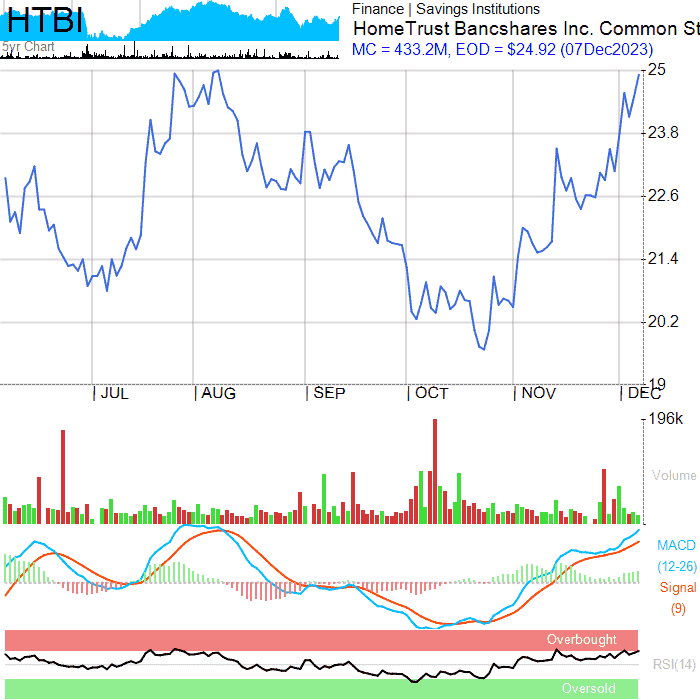 HTBI
5yr Chart
Finance | Savings Institutions
HomeTrust Bancshares Inc. Common St
MC = 433.2M, EOD = $24.92 (07Dec2023)
25
23.8
22.6
21.4
20.2
19
JUL AUG SEP OCT NOV DEC
196k
Volume
MACD
(12-26)
Signal
(9)
Overbought
RSI(14)
Oversold